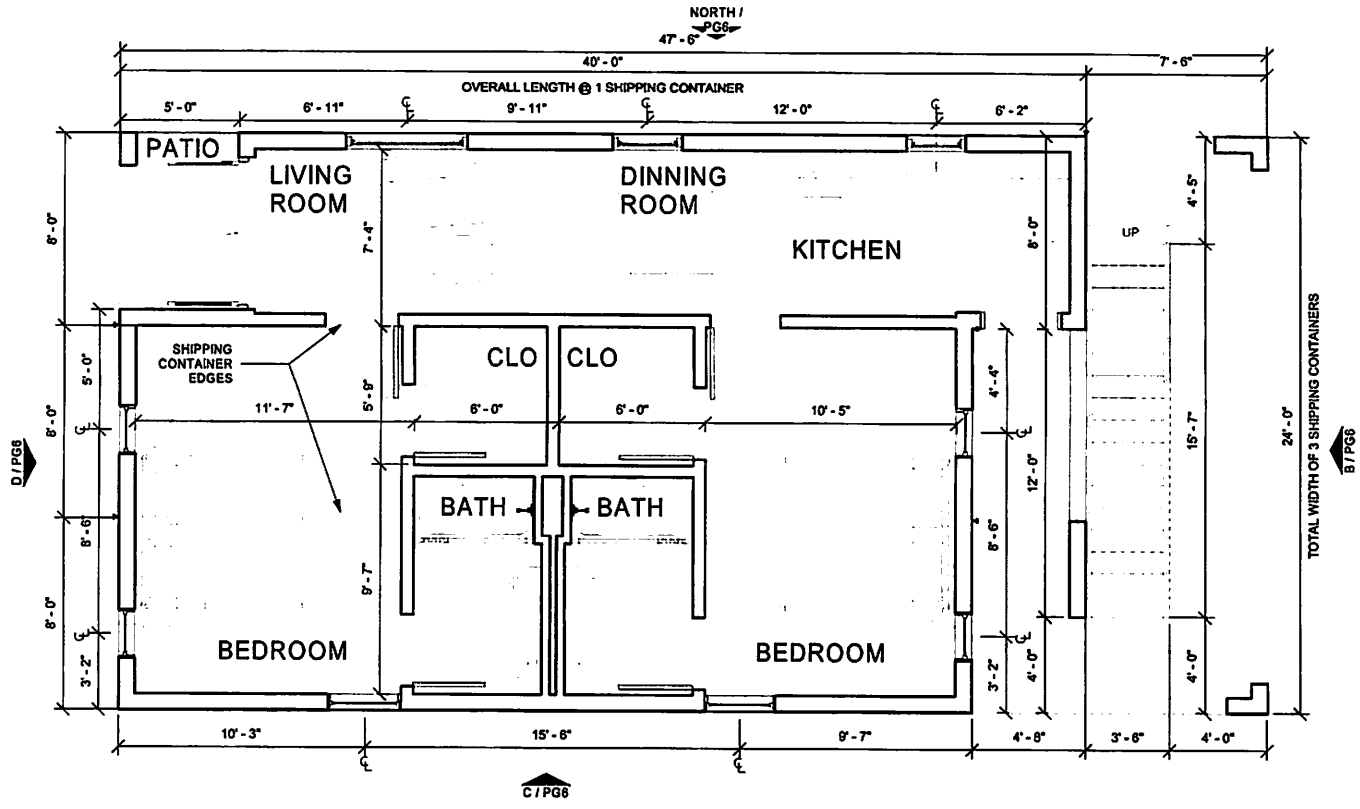 NORTH /
PG6
47' - 6"
40' - 0"
7' - 6"
OVERALL LENGTH @ 1 SHIPPING CONTAINER
5' - 0"
6' - 11"
9' - 11"
12' - 0"
6' - 2"
PATIO
LIVING
ROOM
DINNING
ROOM
KITCHEN
8' - 0"
7' - 4"
8' - 0"
UP
4' - 5"
SHIPPING
CONTAINER
EDGES
CLO
CLO
5' - 0"
5' - 9"
4' - 4"
11' - 7"
6' - 0"
6' - 0"
10' - 5"
8' - 0"
15' - 7"
24' - 0"
TOTAL WIDTH OF 3 SHIPPING CONTAINERS
D / PG6
B / PG6
12' - 0"
BATH
BATH
8' - 6"
8' - 6"
9' - 7"
8' - 0"
BEDROOM
BEDROOM
3' - 2"
3' - 2"
4' - 0"
4' - 0"
10' - 3"
15' - 6"
9' - 7"
4' - 8"
3' - 6"
4' - 0"
C / PG6